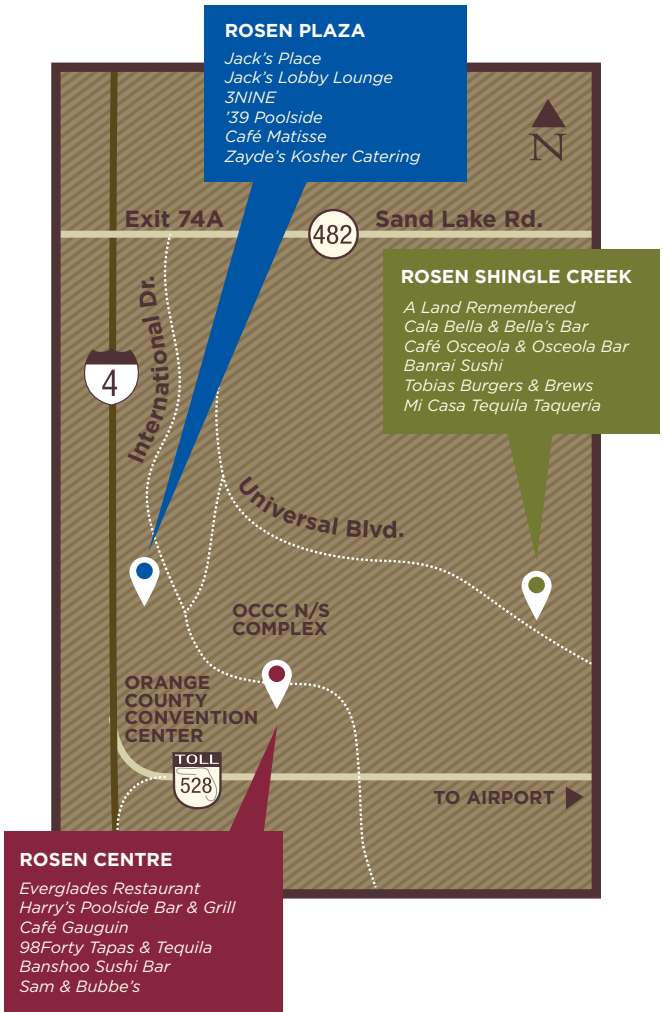 ROSEN PLAZA
Jack's Place
Jack's Lobby Lounge
3NINE
'39 Poolside
Café Matisse
Zayde's Kosher Catering
N
Exit 74A
482
Sand Lake Rd.
ROSEN SHINGLE CREEK
A Land Remembered
Cala Bella & Bella's Bar
Café Osceola & Osceola Bar
Banrai Sushi
Tobias Burgers & Brews
Mi Casa Tequila Taquería
International Dr.
4
Universal Blvd.
OCCC N/S
COMPLEX
ORANGE
COUNTY
CONVENTION
CENTER
TOLL
528
TO AIRPORT
ROSEN CENTRE
Everglades Restaurant
Harry's Poolside Bar & Grill
Café Gauguin
98Forty Tapas & Tequila
Banshoo Sushi Bar
Sam & Bubbe's